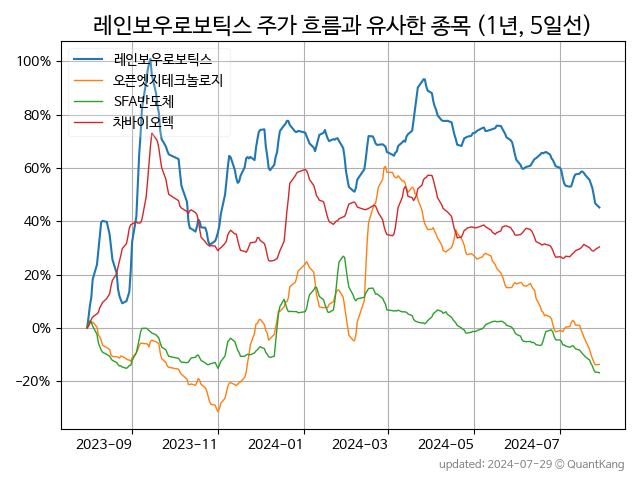 레인보우로보틱스 주가 흐름과 유사한 종목 (1년, 5일선)
100%
80%
60%
40%
20%
0%
−20%
레인보우로보틱스
오픈엣지테크놀로지
SFA반도체
차바이오텍
2023-09
2023-11
2024-01
2024-03
2024-05
2024-07
updated: 2024-07-29 © QuantKang